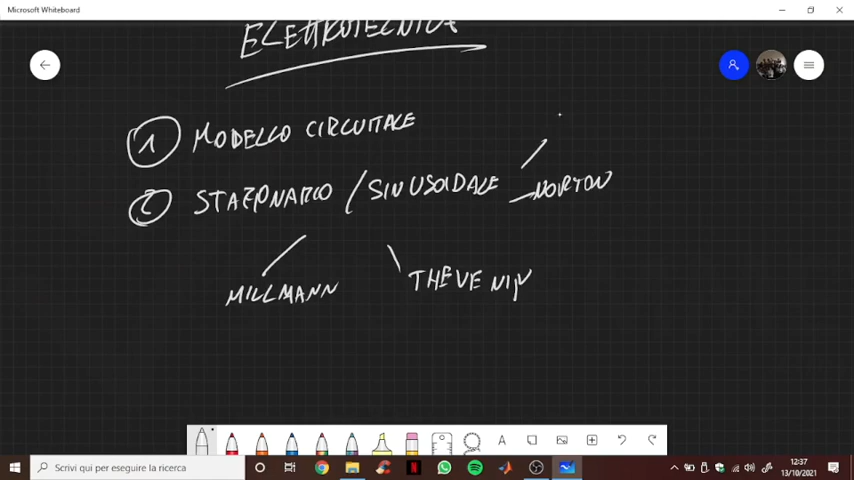 Microsoft Whiteboard
ELETTROTECNICA
1 MODELLO CIRCUITALE
2 STAZIONARIO / SINUSOIDALE
NORTON
MILLMANN
THEVENIN
Scrivi qui per eseguire la ricerca
12:37
13/10/2021